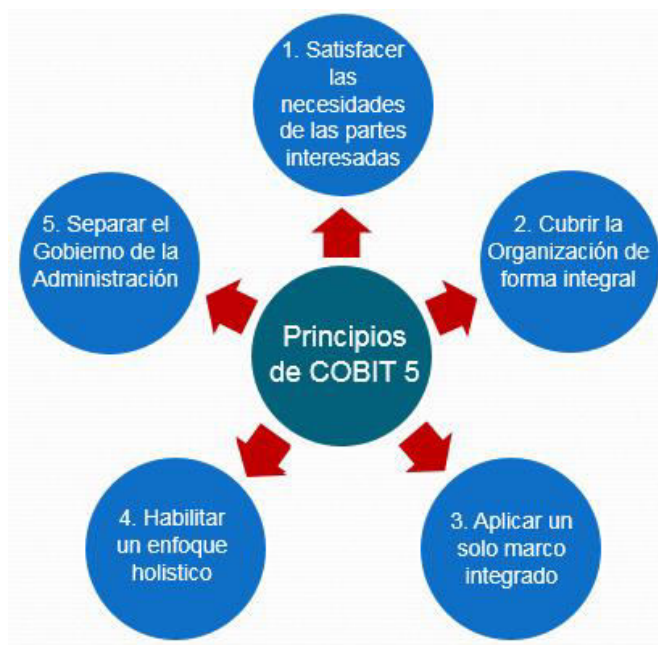 1. Satisfacer
las
necesidades
de las partes
interesadas
5. Separar el
Gobierno de la
Administración
2. Cubrir la
Organización de
forma integral
Principios
de COBIT 5
4. Habilitar
un enfoque
holistico
3. Aplicar un
solo marco
integrado